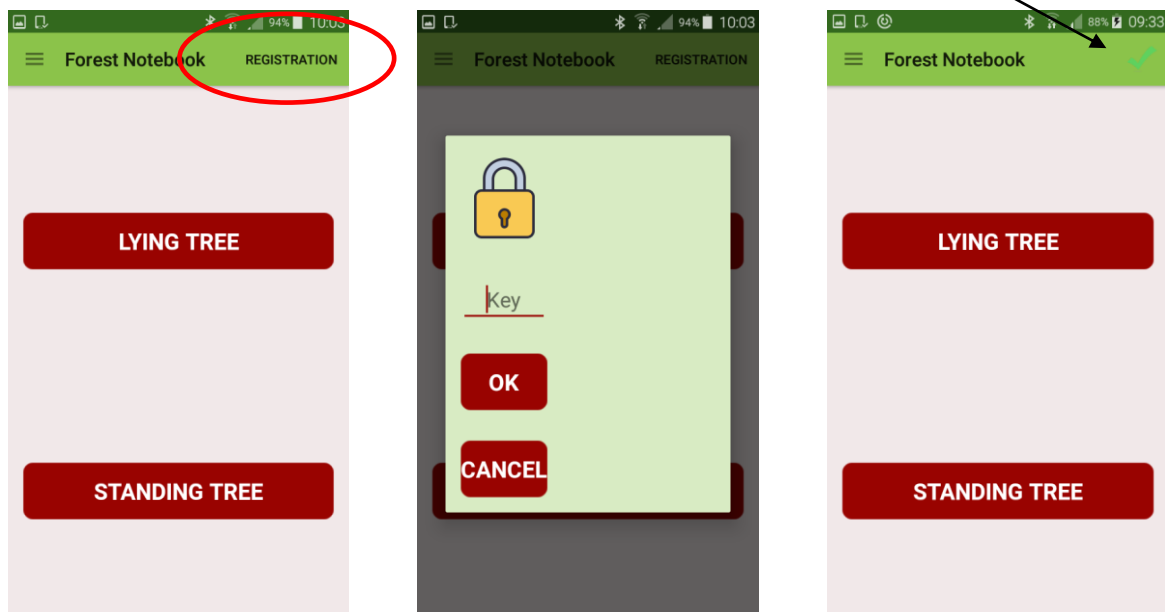 94% 10:03
Forest Notebook REGISTRATION
LYING TREE
STANDING TREE
94% 10:03
Forest Notebook REGISTRATION
Key
OK
CANCEL
88% 09:33
Forest Notebook
LYING TREE
STANDING TREE